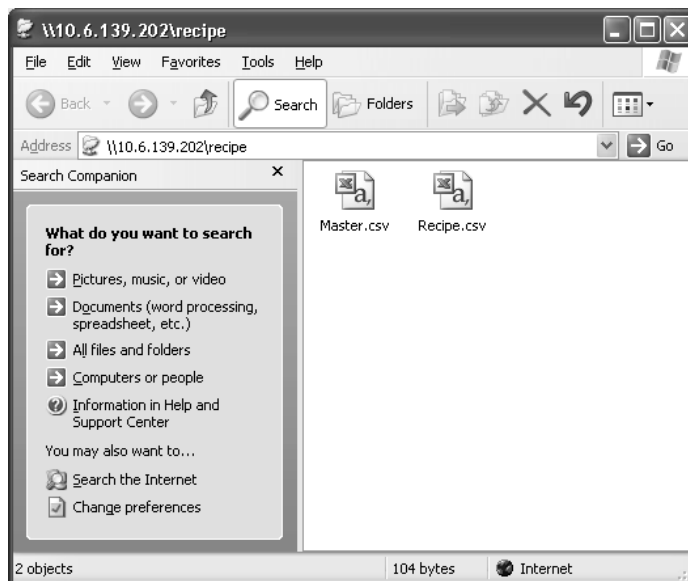 \\10.6.139.202\recipe
File Edit View Favorites Tools Help
Back Search Folders
Address \\10.6.139.202\recipe Go
Search Companion
What do you want to search
for?
Pictures, music, or video
Documents (word processing,
spreadsheet, etc.)
All files and folders
Computers or people
Information in Help and
Support Center
You may also want to...
Search the Internet
Change preferences
a, a,
Master.csv Recipe.csv
2 objects 104 bytes Internet